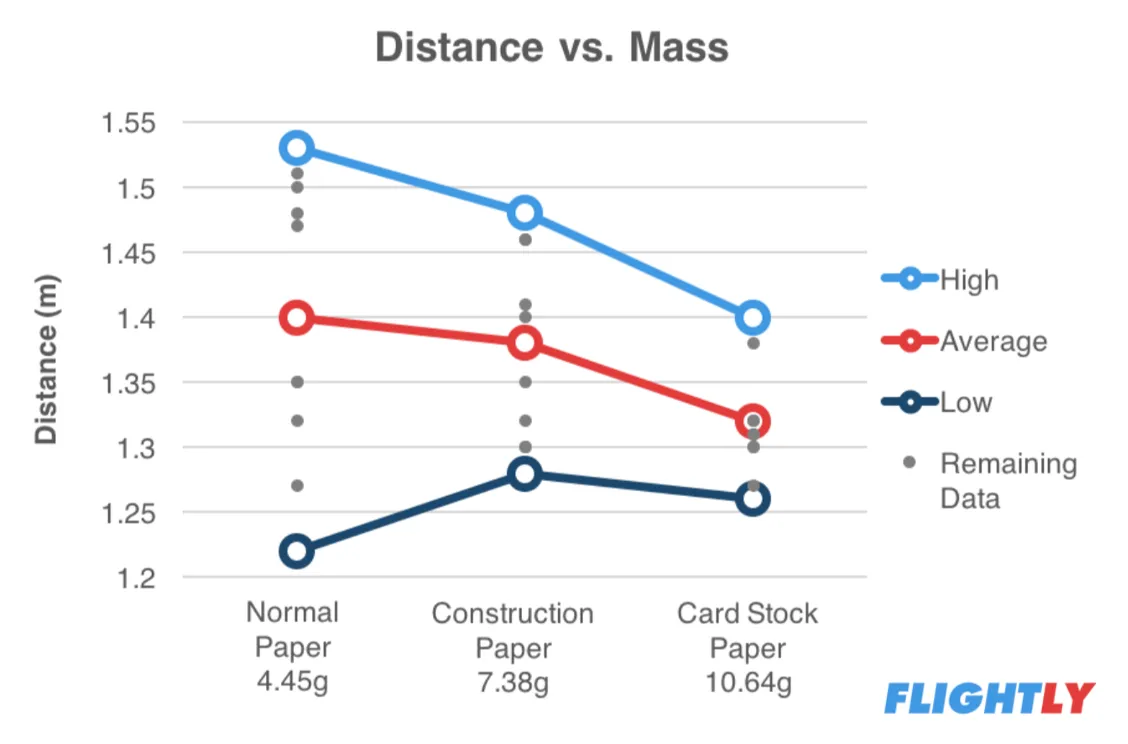 Distance vs. Mass
1.55
1.5
1.45
1.4
1.35
1.3
1.25
1.2
Distance (m)
Normal
Paper
4.45g
Construction
Paper
7.38g
Card Stock
Paper
10.64g
High
Average
Low
Remaining
Data
FLIGHTLY